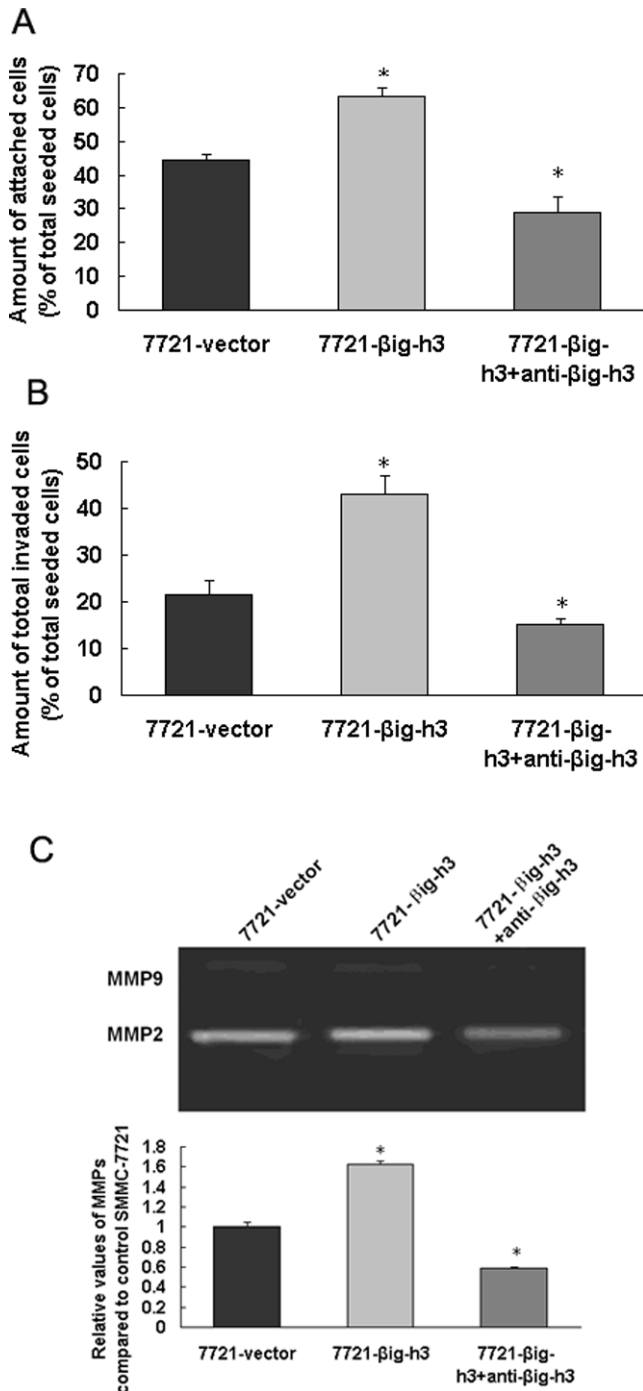 A
Amount of attached cells
(% of total seeded cells)
70
60
50
40
30
20
10
0
*
*
7721-vector
7721-βig-h3
7721-βig-
h3+anti-βig-h3
B
Amount of totoal invaded cells
(% of total seeded cells)
50
40
30
20
10
0
*
*
7721-vector
7721-βig-h3
7721-βig-
h3+anti-βig-h3
C
7721-vector
7721- βig-h3
7721- βig-h3
+anti- βig-h3
MMP9
MMP2
Relative values of MMPs
compared to control SMMC-7721
1.8
1.6
1.4
1.2
1
0.8
0.6
0.4
0.2
0
*
*
7721-vector
7721-βig-h3
7721-βig-
h3+anti-βig-h3